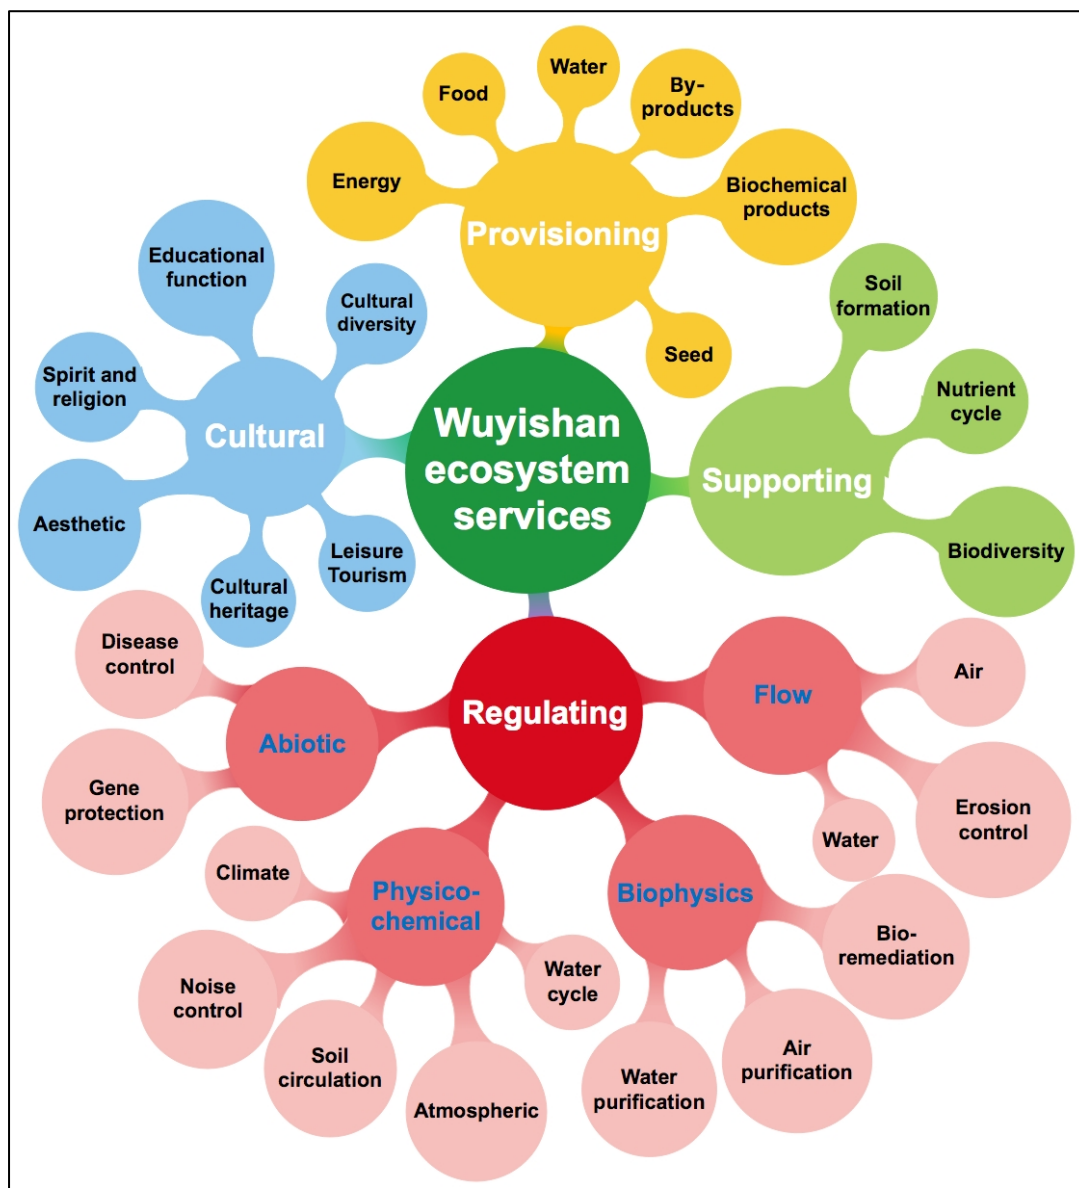 Water
By-
products
Food
Energy
Biochemical
products
Provisioning
Seed
Educational
function
Cultural
diversity
Spirit and
religion
Cultural
Aesthetic
Cultural
heritage
Leisure
Tourism
Wuyishan
ecosystem
services
Soil
formation
Nutrient
cycle
Supporting
Biodiversity
Regulating
Disease
control
Abiotic
Gene
protection
Flow
Air
Erosion
control
Water
Climate
Physico-
chemical
Noise
control
Soil
circulation
Atmospheric
Water
cycle
Biophysics
Bio-
remediation
Air
purification
Water
purification